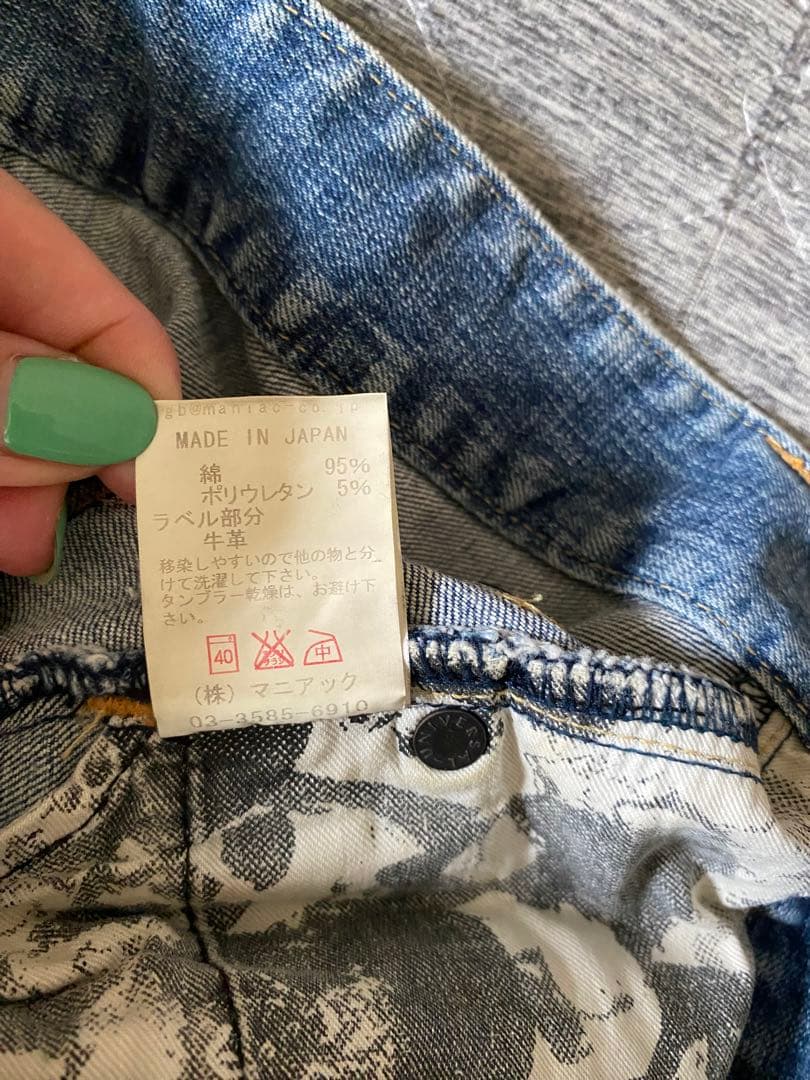 gb@maniac-co.jp
MADE IN JAPAN
綿 95%
ポリウレタン 5%
ラベル部分
牛革
移染しやすいので他の物と分
けて洗濯して下さい。
タンブラー乾燥は、お避け下
さい。
40 中
(株) マニアック
03-3585-6910
UNIVERS